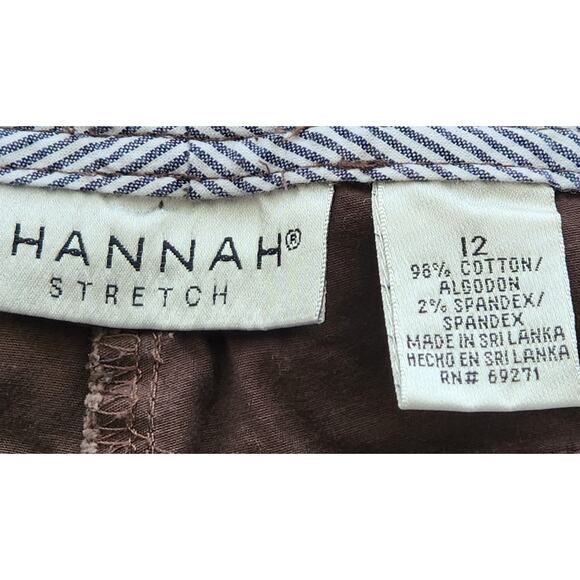 HANNAH®
STRETCH
12
98% COTTON/
ALGODON
2% SPANDEX/
SPANDEX
MADE IN SRI LANKA
HECHO EN SRI LANKA
RN# 69271